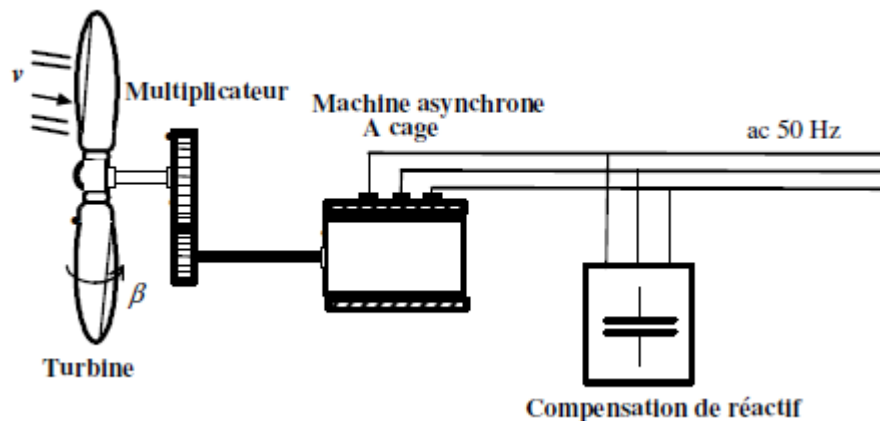 v
Multiplicateur
Machine asynchrone
A cage
ac 50 Hz
β
Turbine
Compensation de réactif